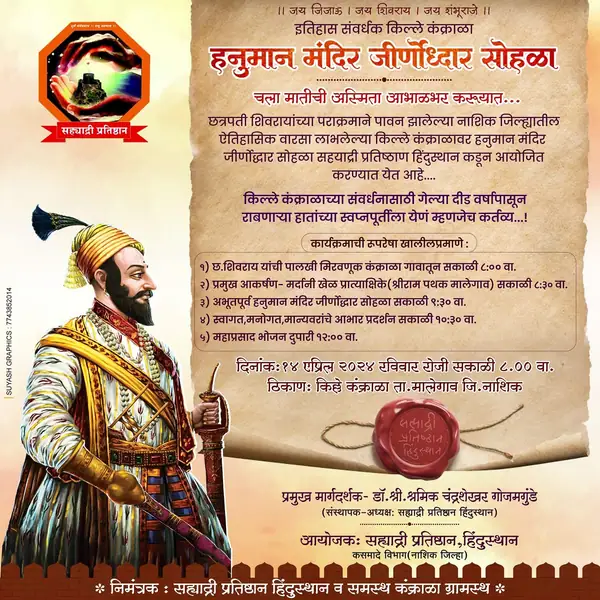 || जय जिजाऊ | जय शिवराय | जय शंभूराजे ||
इतिहास संवर्धक किल्ले कंक्राळा
हनुमान मंदिर जीर्णोध्दार सोहळा
चला मातीची अस्मिता आभाळभर करूयात...
छत्रपती शिवरायांच्या पराक्रमाने पावन झालेल्या नाशिक जिल्ह्यातील
ऐतिहासिक वारसा लाभलेल्या किल्ले कंक्राळावर हनुमान मंदिर
जीर्णोद्धार सोहळा सहयाद्री प्रतिष्ठाण हिंदुस्थान कडून आयोजित
करण्यात येत आहे....
किल्ले कंक्राळाच्या संवर्धनासाठी गेल्या दीड वर्षापासून
राबणाऱ्या हातांच्या स्वप्नपूर्तीला येणं म्हणजेच कर्तव्य...!
कार्यक्रमाची रूपरेषा खालीलप्रमाणे :
१) छ.शिवराय यांची पालखी मिरवणूक कंक्राळा गावातून सकाळी ८:०० वा.
२) प्रमुख आकर्षण- मर्दानी खेळ प्रात्याक्षिके(श्रीराम पथक मालेगाव) सकाळी ८:३० वा.
३) अभूतपूर्व हनुमान मंदिर जीर्णोद्धार सोहळा सकाळी ९:३० वा.
४) स्वागत,मनोगत,मान्यवरांचे आभार प्रदर्शन सकाळी १०:३० वा.
५) महाप्रसाद भोजन दुपारी १२:०० वा.
दिनांक:१४ एप्रिल २०२४ रविवार रोजी सकाळी ८.०० वा.
ठिकाण: किल्ले कंक्राळा ता.मालेगाव जि.नाशिक
सह्याद्री
प्रतिष्ठान
हिंदुस्थान
प्रमुख मार्गदर्शक- डॉ.श्री.श्रमिक चंद्रशेखर गोजमगुंडे
(संस्थापक-अध्यक्ष: सह्याद्री प्रतिष्ठान हिंदुस्थान)
आयोजक: सह्याद्री प्रतिष्ठान,हिंदुस्थान
कसमादे विभाग(नाशिक जिल्हा)
* निमंत्रक : सह्याद्री प्रतिष्ठान हिंदुस्थान व समस्थ कंक्राळा ग्रामस्थ *
सह्याद्री प्रतिष्ठान
SUYASH GRAPHICS : 7743852014